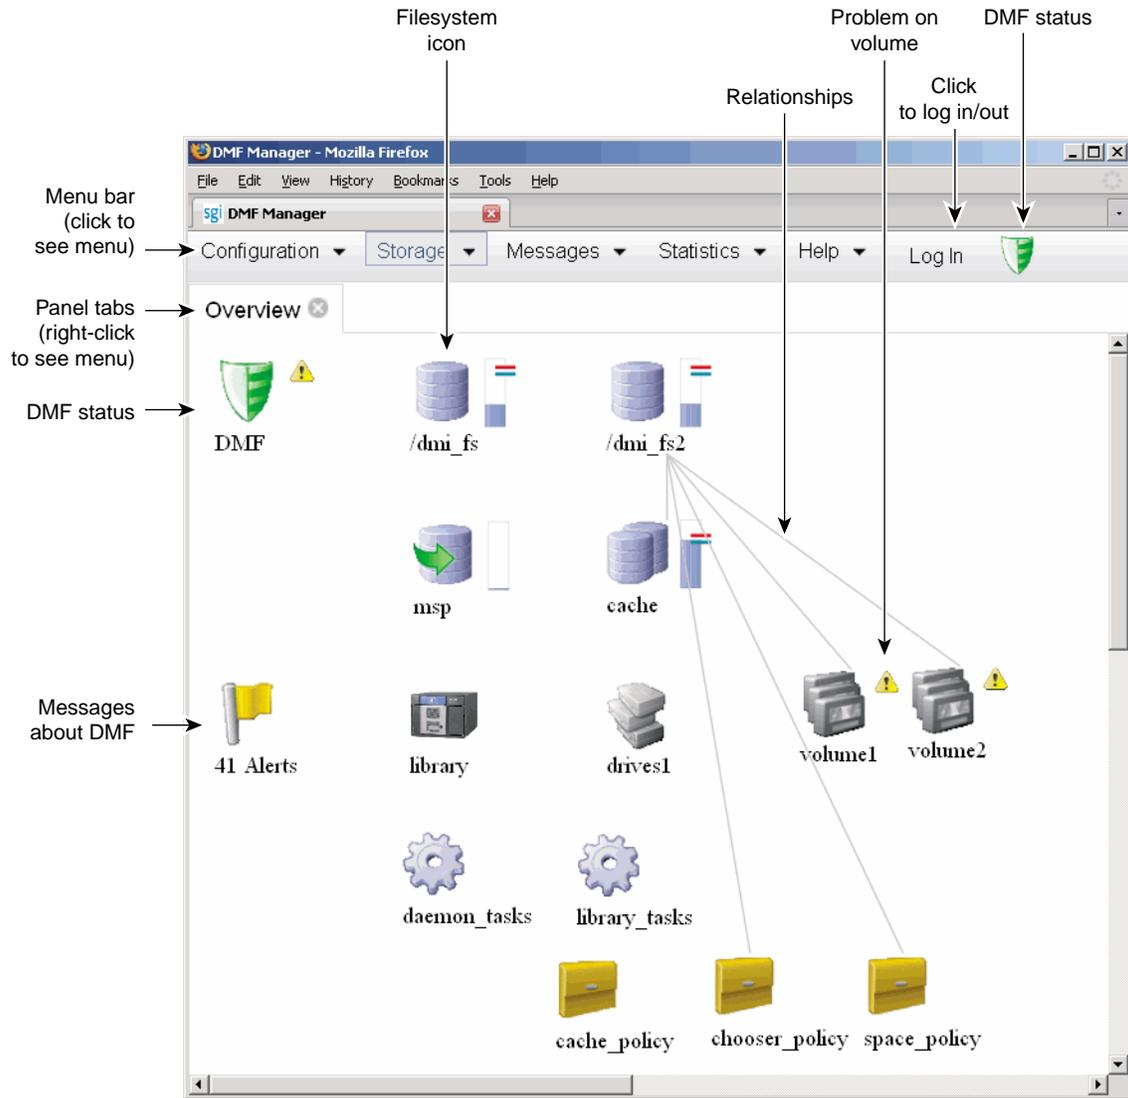 Filesystem
icon
Problem on
volume
DMF status
Relationships
Click
to log in/out
DMF Manager - Mozilla Firefox
File Edit View History Bookmarks Tools Help
sgi DMF Manager
Menu bar
(click to
see menu)
Configuration Storage Messages Statistics Help Log In
Panel tabs
(right-click
to see menu)
Overview
DMF status
DMF
/dmi_fs
/dmi_fs2
msp
cache
Messages
about DMF
41 Alerts
library
drives1
volume1
volume2
daemon_tasks
library_tasks
cache_policy
chooser_policy
space_policy